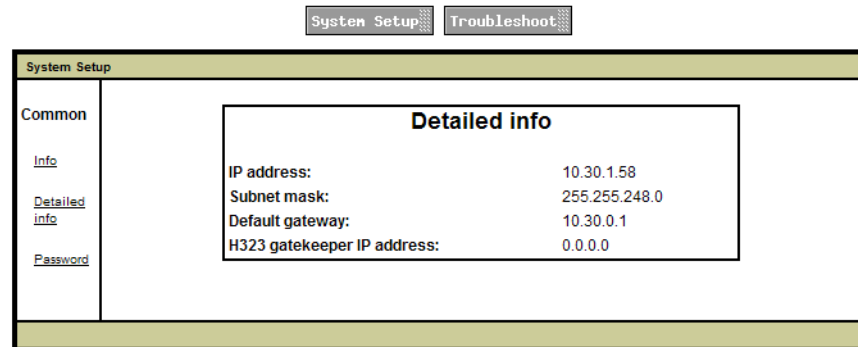 System Setup Troubleshoot
System Setup
Common
Info
Detailed
info
Password
Detailed info
IP address: 10.30.1.58
Subnet mask: 255.255.248.0
Default gateway: 10.30.0.1
H323 gatekeeper IP address: 0.0.0.0